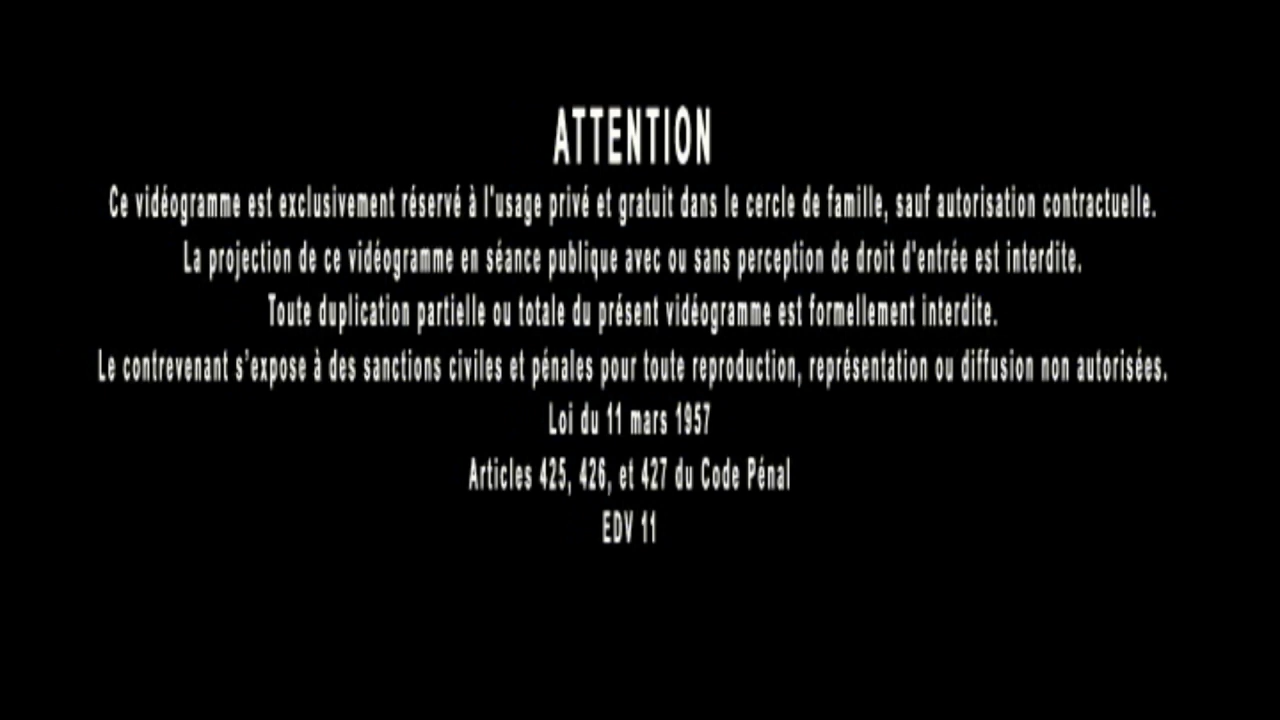 ATTENTION
Ce vidéogramme est exclusivement réservé à l'usage privé et gratuit dans le cercle de famille, sauf autorisation contractuelle.
La projection de ce vidéogramme en séance publique avec ou sans perception de droit d'entrée est interdite.
Toute duplication partielle ou totale du présent vidéogramme est formellement interdite.
Le contrevenant s'expose à des sanctions civiles et pénales pour toute reproduction, représentation ou diffusion non autorisées.
Loi du 11 mars 1957
Articles 425, 426, et 427 du Code Pénal
EDV 11